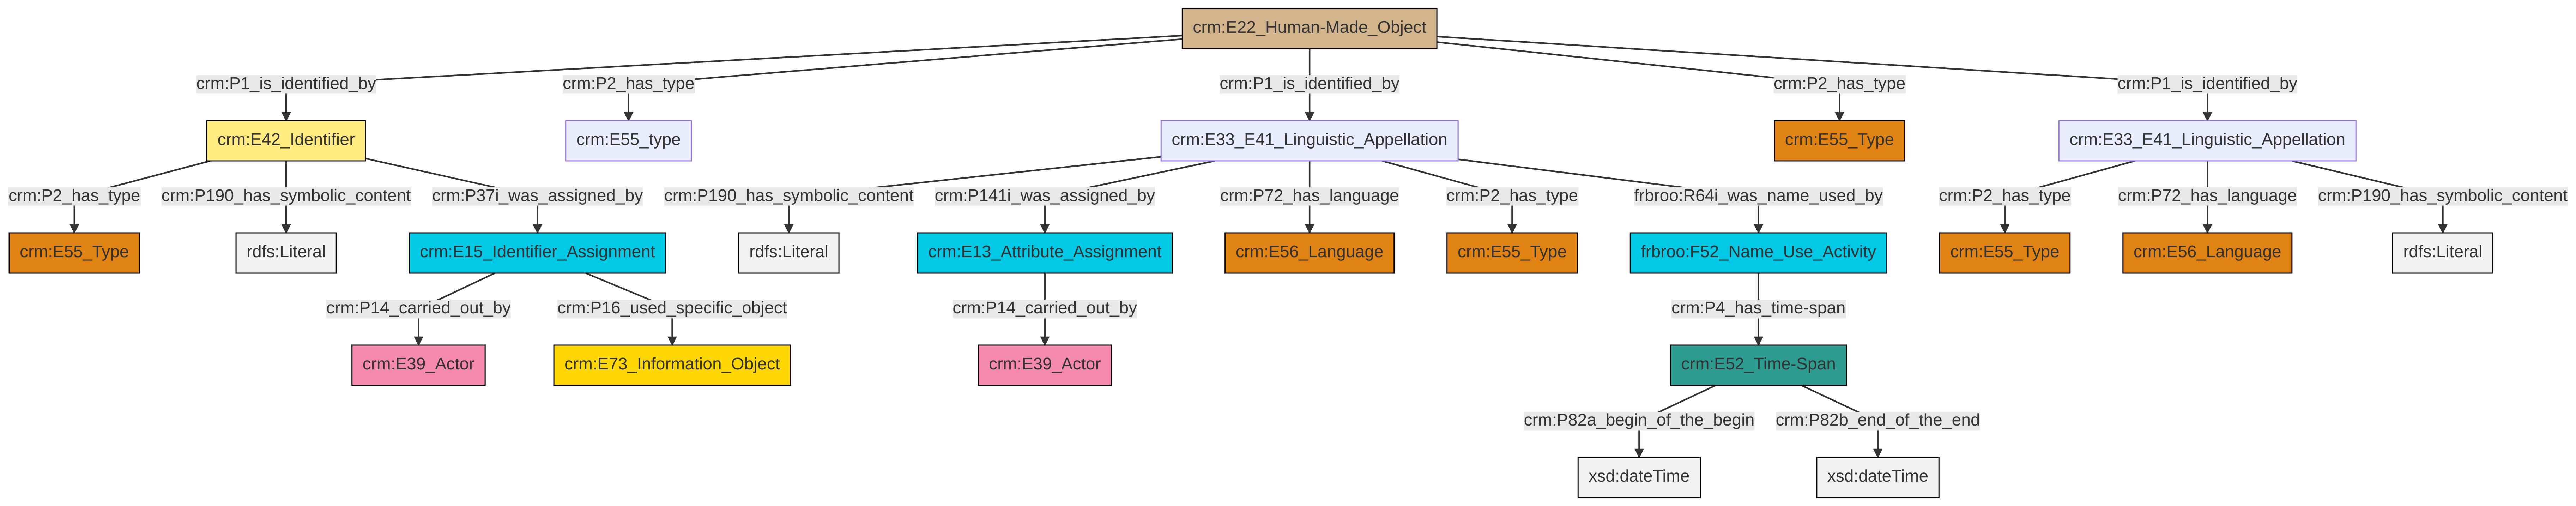 crm:E22_Human-Made_Object
crm:P1_is_identified_by
crm:P2_has_type
crm:P1_is_identified_by
crm:P2_has_type
crm:P1_is_identified_by
crm:E42_Identifier
crm:E55_type
crm:E33_E41_Linguistic_Appellation
crm:E55_Type
crm:E33_E41_Linguistic_Appellation
crm:P2_has_type
crm:P190_has_symbolic_content
crm:P37i_was_assigned_by
crm:P190_has_symbolic_content
crm:P141i_was_assigned_by
crm:P72_has_language
crm:P2_has_type
frbroo:R64i_was_name_used_by
crm:P2_has_type
crm:P72_has_language
crm:P190_has_symbolic_content
crm:E55_Type
rdfs:Literal
crm:E15_Identifier_Assignment
rdfs:Literal
crm:E13_Attribute_Assignment
crm:E56_Language
crm:E55_Type
frbroo:F52_Name_Use_Activity
crm:E55_Type
crm:E56_Language
rdfs:Literal
crm:P14_carried_out_by
crm:P16_used_specific_object
crm:P14_carried_out_by
crm:P4_has_time-span
crm:E39_Actor
crm:E73_Information_Object
crm:E39_Actor
crm:E52_Time-Span
crm:P82a_begin_of_the_begin
crm:P82b_end_of_the_end
xsd:dateTime
xsd:dateTime